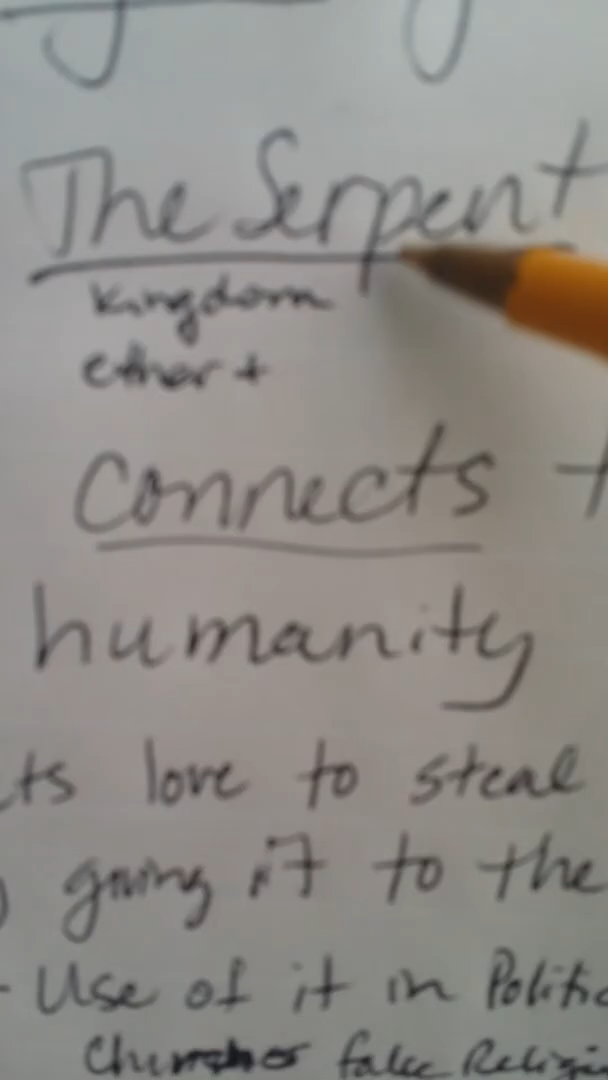 The Serpent
Kingdom
ether +
Connects
humanity
ts love to steal
giving it to the
- Use of it in Politic
Churches false Religi